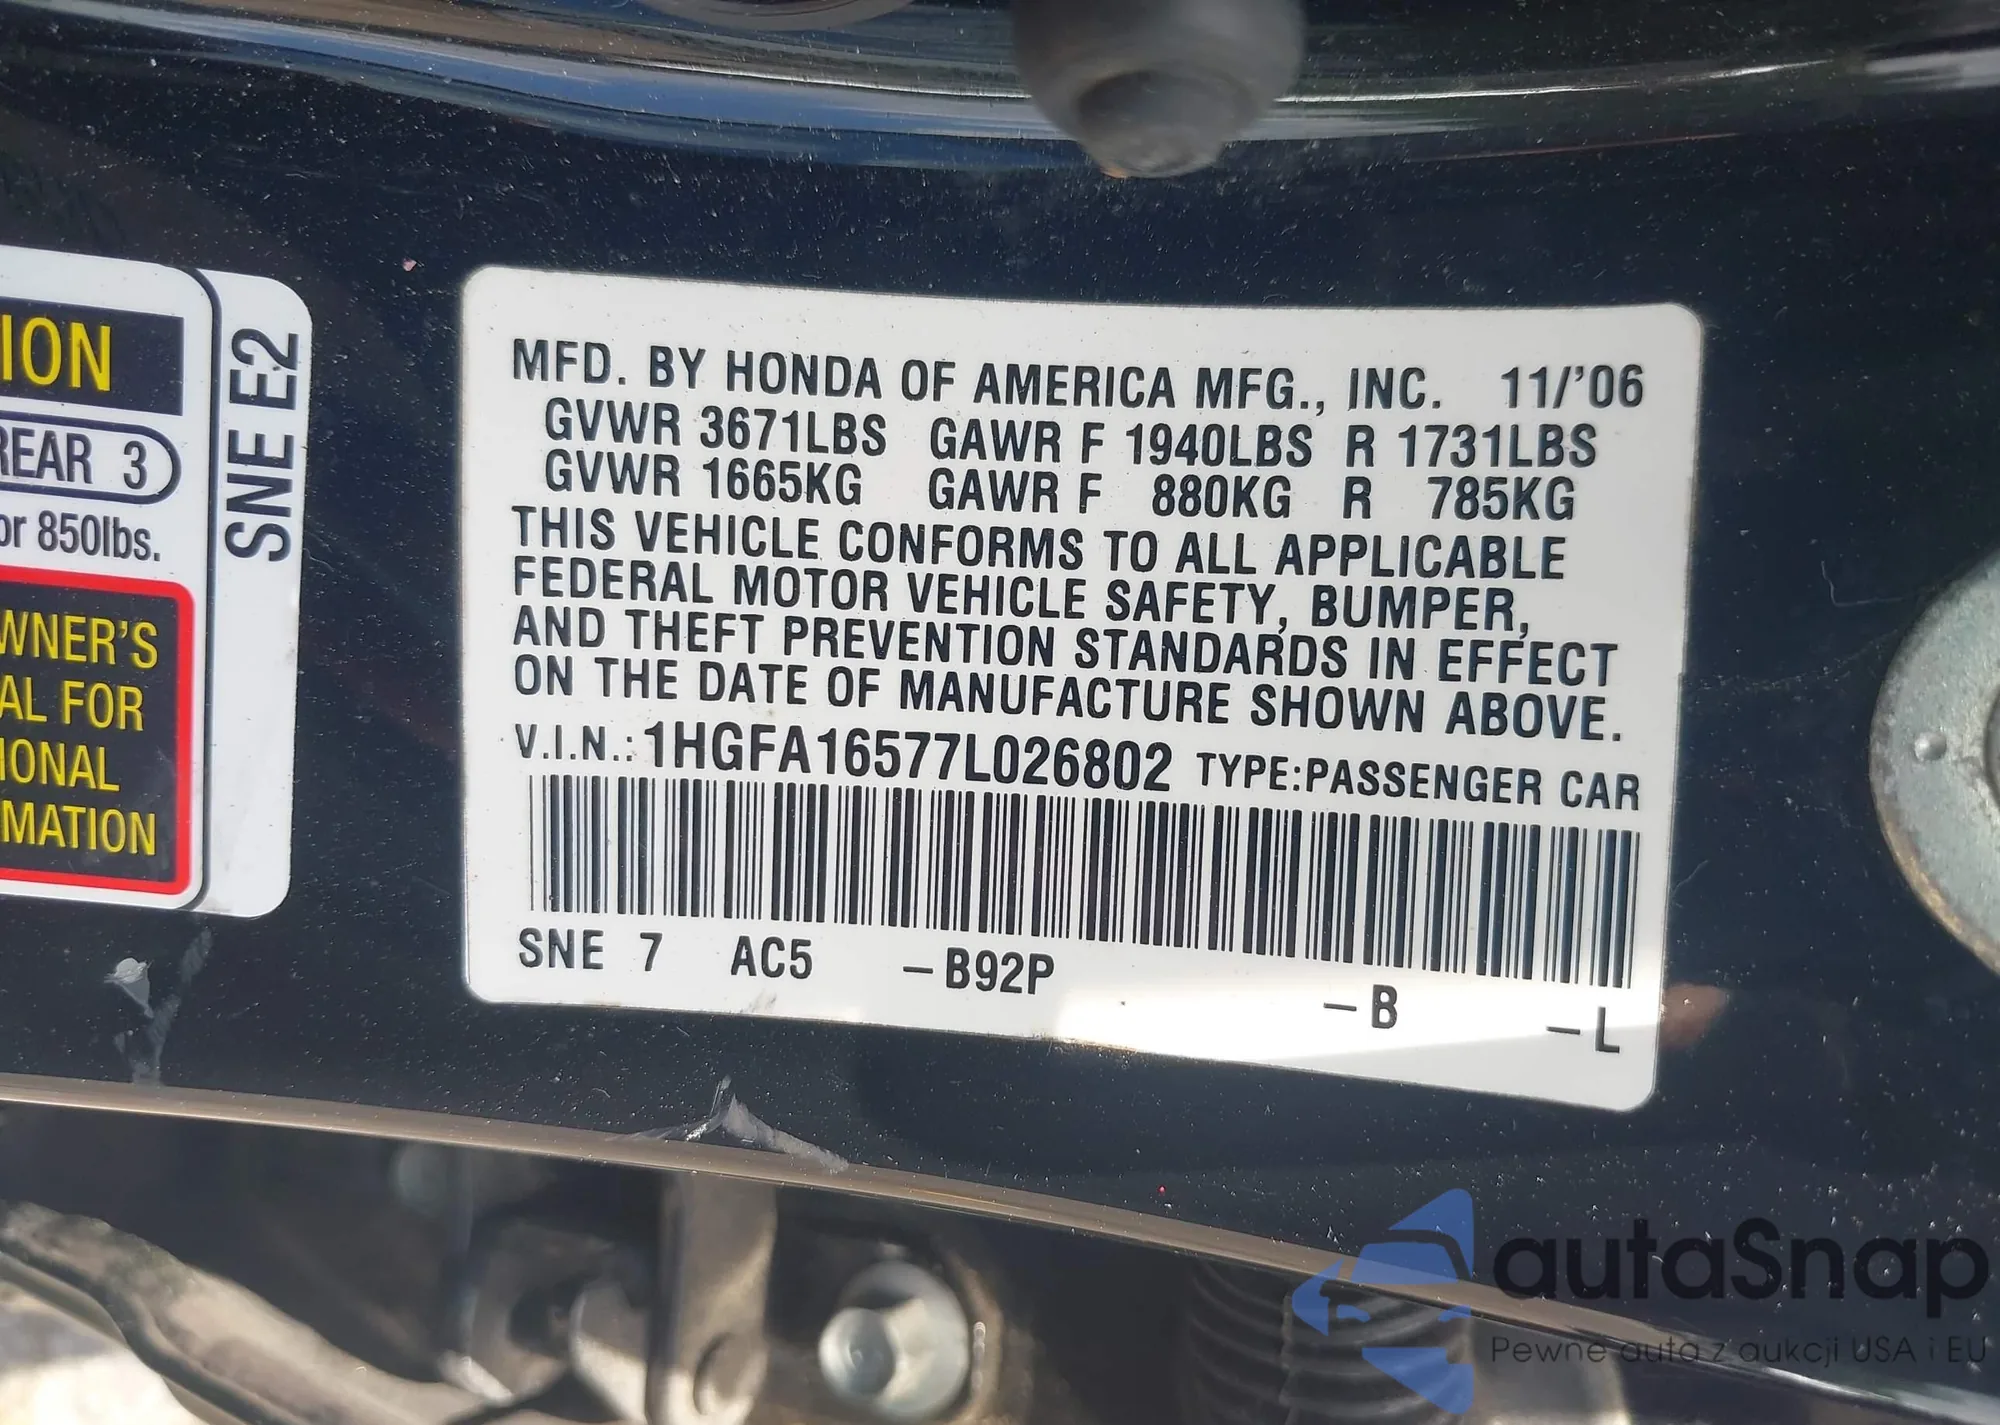 ION
REAR 3
or 850lbs.
WNER'S
AL FOR
IONAL
MATION
SNE E2
MFD. BY HONDA OF AMERICA MFG., INC. 11/'06
GVWR 3671LBS GAWR F 1940LBS R 1731LBS
GVWR 1665KG GAWR F 880KG R 785KG
THIS VEHICLE CONFORMS TO ALL APPLICABLE
FEDERAL MOTOR VEHICLE SAFETY, BUMPER,
AND THEFT PREVENTION STANDARDS IN EFFECT
ON THE DATE OF MANUFACTURE SHOWN ABOVE.
V.I.N.: 1HGFA16577L026802 TYPE:PASSENGER CAR
SNE 7 AC5 –B92P –B –L
autaSnap
Pewne auta z aukcji USA i EU